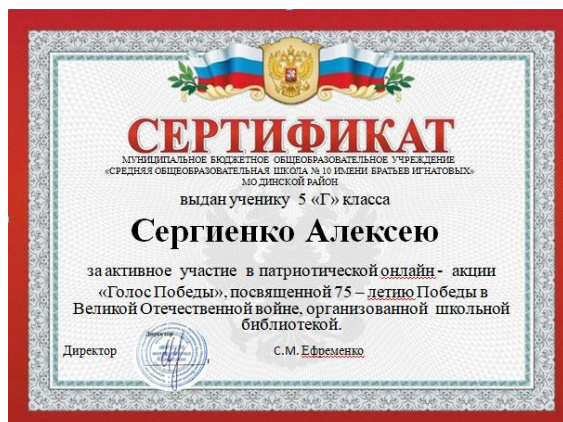 СЕРТИФИКАТ
МУНИЦИПАЛЬНОЕ БЮДЖЕТНОЕ ОБЩЕОБРАЗОВАТЕЛЬНОЕ УЧРЕЖДЕНИЕ
«СРЕДНЯЯ ОБЩЕОБРАЗОВАТЕЛЬНАЯ ШКОЛА № 10 ИМЕНИ БРАТЬЕВ ИГНАТОВЫХ»
МО ДИНСКОЙ РАЙОН
выдан ученику 5 «Г» класса
Сергиенко Алексею
за активное участие в патриотической онлайн - акции
«Голос Победы», посвященной 75 – летию Победы в
Великой Отечественной войне, организованной школьной
библиотекой.
Директор
Директор С.М. Ефременко